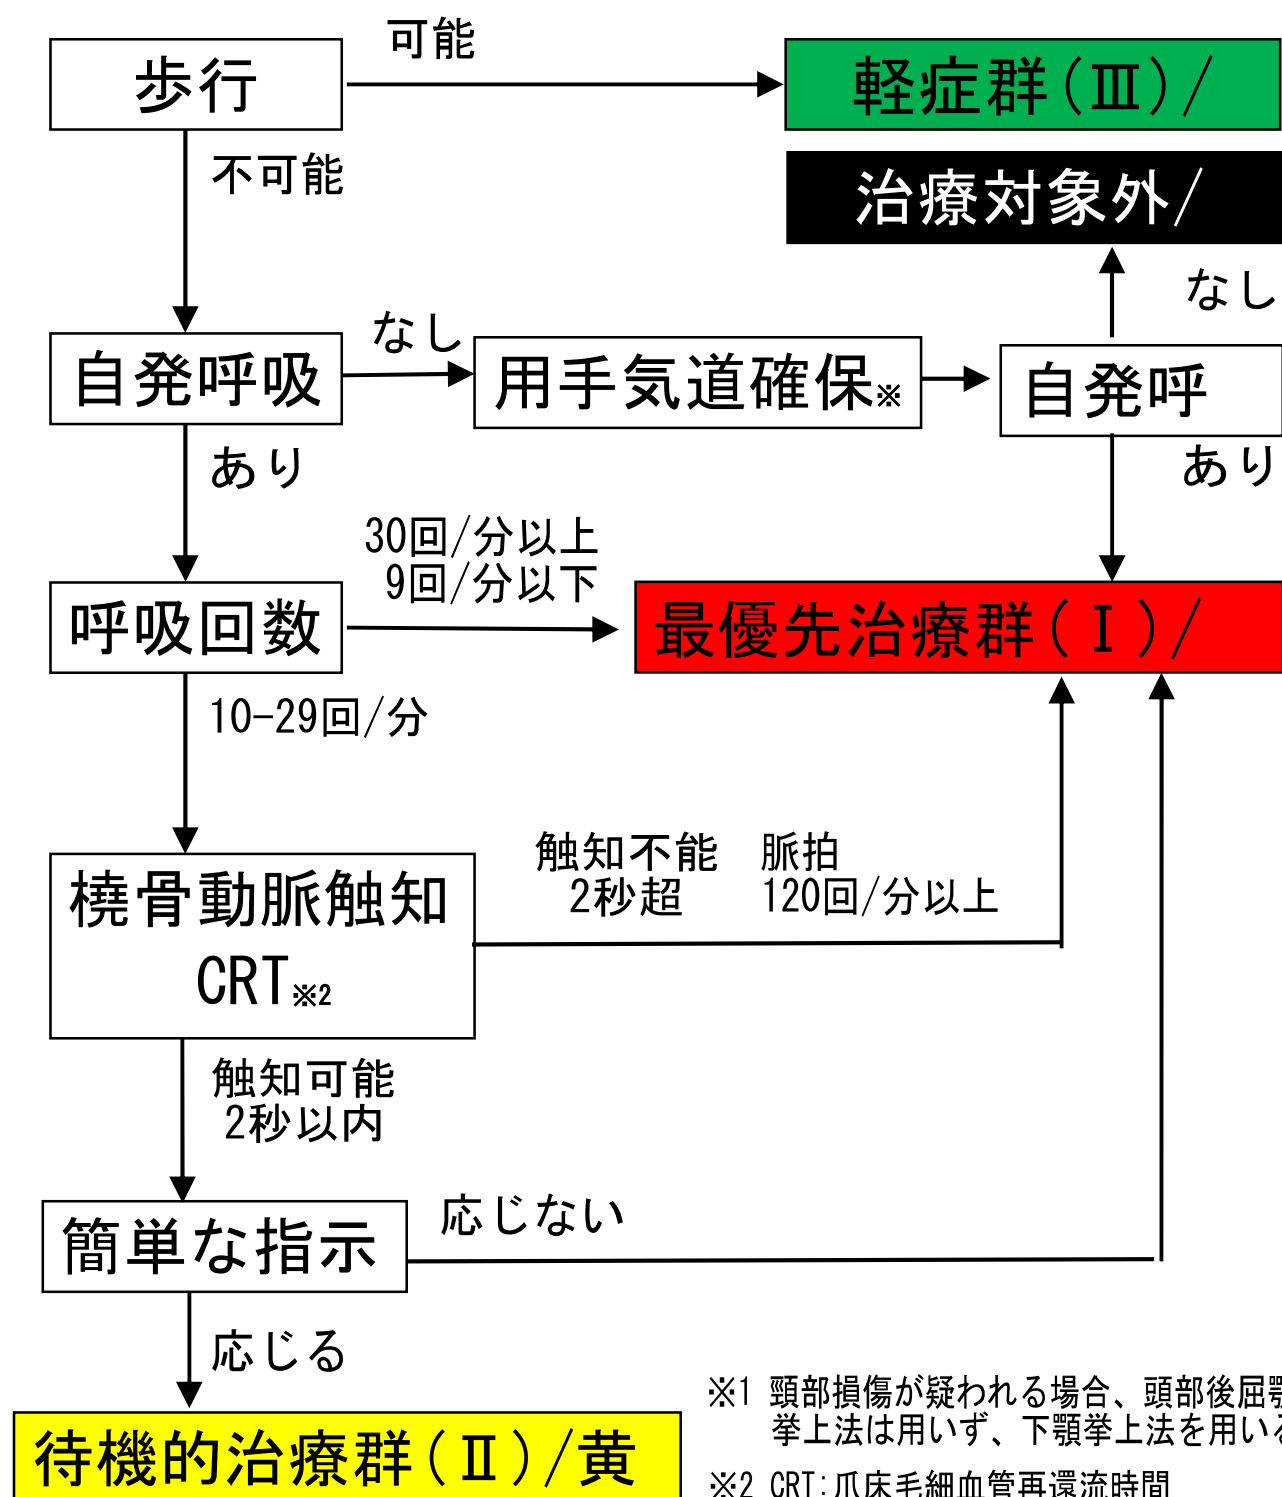 歩行
可能
軽症群(Ⅲ)/
不可能
治療対象外/
なし
自発呼吸
なし
用手気道確保※
自発呼
あり
あり
30回/分以上
9回/分以下
呼吸回数
最優先治療群(Ⅰ)/
10-29回/分
触知不能 脈拍
2秒超 120回/分以上
橈骨動脈触知
CRT※2
触知可能
2秒以内
簡単な指示
応じない
応じる
待機的治療群(Ⅱ)/黄
※1 頸部損傷が疑われる場合、頭部後屈顎
挙上法は用いず、下顎挙上法を用いる
※2 CRT:爪床毛細血管再還流時間